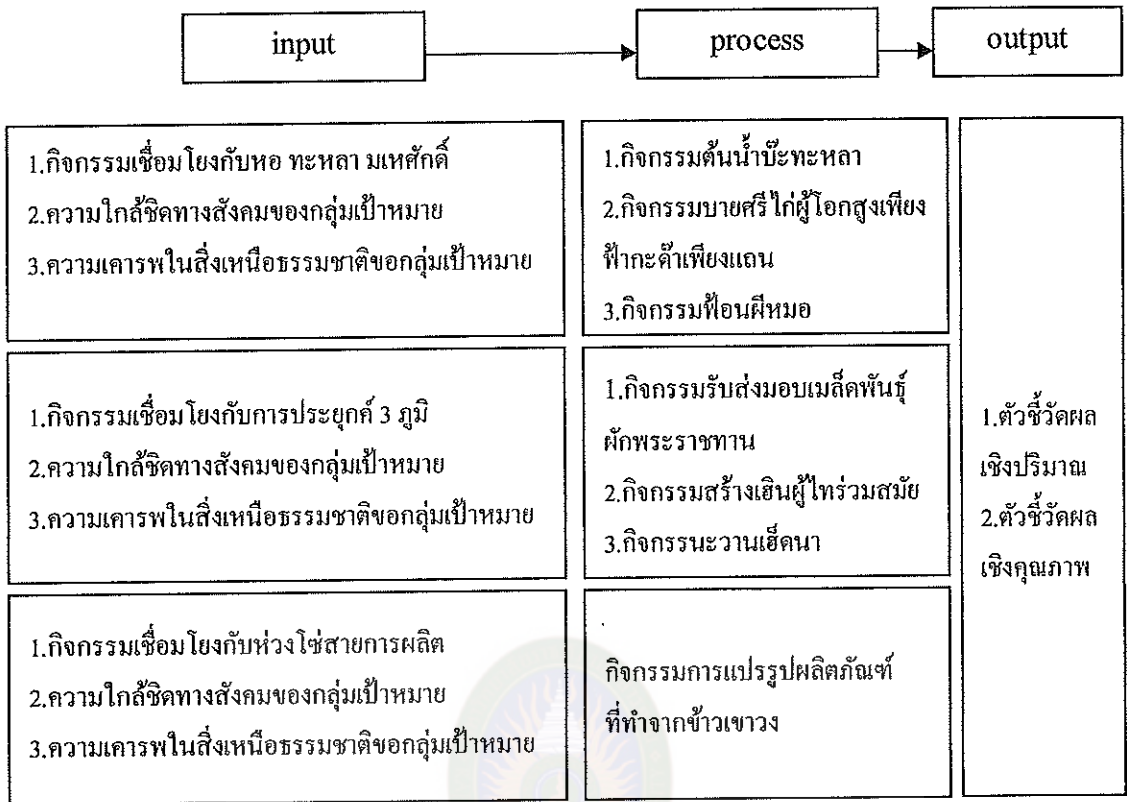 input
process
output
1.กิจกรรมเชื่อมโยงกับหอ ทะหลา มเหศักดิ์
2.ความใกล้ชิดทางสังคมของกลุ่มเป้าหมาย
3.ความเคารพในสิ่งเหนือธรรมชาติขอกลุ่มเป้าหมาย
1.กิจกรรมต้นน้ำบ๊ะทะหลา
2.กิจกรรมบายศรีไก่ผู้โอกสูงเพียง
ฟ้ากะด๊าเพียงแถน
3.กิจกรรมฟ้อนผีหมอ
1.กิจกรรมเชื่อมโยงกับการประยุกค์ 3 ภูมิ
2.ความใกล้ชิดทางสังคมของกลุ่มเป้าหมาย
3.ความเคารพในสิ่งเหนือธรรมชาติขอกลุ่มเป้าหมาย
1.กิจกรรมรับส่งมอบเมล็ดพันธุ์
ผักพระราชทาน
2.กิจกรรมสร้างเฮินผู้ไทร่วมสมัย
3.กิจกรรนะวานเฮ็ดนา
1.กิจกรรมเชื่อมโยงกับห่วงโซ่สายการผลิต
2.ความใกล้ชิดทางสังคมของกลุ่มเป้าหมาย
3.ความเคารพในสิ่งเหนือธรรมชาติขอกลุ่มเป้าหมาย
กิจกรรมการแปรรูปผลิตภัณฑ์
ที่ทำจากข้าวเขาวง
1.ตัวชี้วัดผล
เชิงปริมาณ
2.ตัวชี้วัดผล
เชิงคุณภาพ